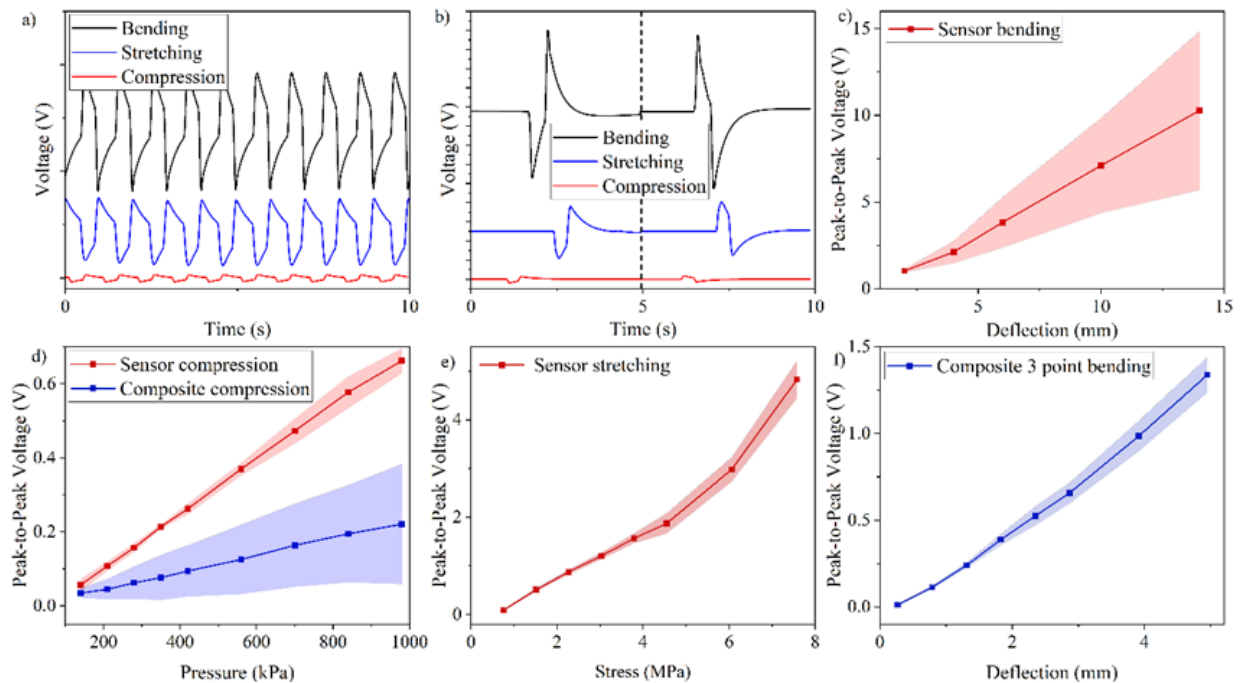 a)
Bending
Stretching
Compression
Voltage (V)
0
5
10
Time (s)
b)
Bending
Stretching
Compression
Voltage (V)
0
5
10
Time (s)
c)
Sensor bending
Peak-to-Peak Voltage (V)
15
10
5
0
5
10
15
Deflection (mm)
d)
Sensor compression
Composite compression
Peak-to-Peak Voltage (V)
0.6
0.4
0.2
0.0
200
400
600
800
1000
Pressure (kPa)
e)
Sensor stretching
Peak-to-Peak Voltage (V)
4
2
0
0
2
4
6
8
Stress (MPa)
f)
Composite 3 point bending
Peak-to-Peak Voltage (V)
1.5
1.0
0.5
0.0
0
2
4
Deflection (mm)